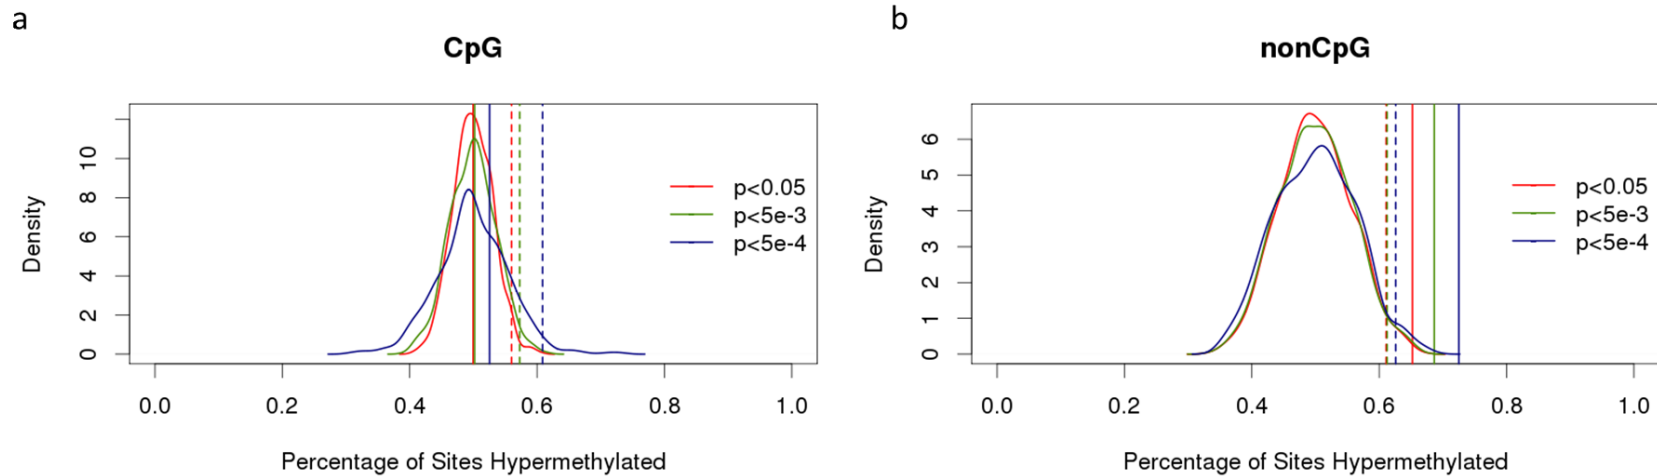 a
CpG
Density
0
2
4
6
8
10
0.0 0.2 0.4 0.6 0.8 1.0
Percentage of Sites Hypermethylated
p<0.05
p<5e-3
p<5e-4
b
nonCpG
Density
0
1
2
3
4
5
6
0.0 0.2 0.4 0.6 0.8 1.0
Percentage of Sites Hypermethylated
p<0.05
p<5e-3
p<5e-4